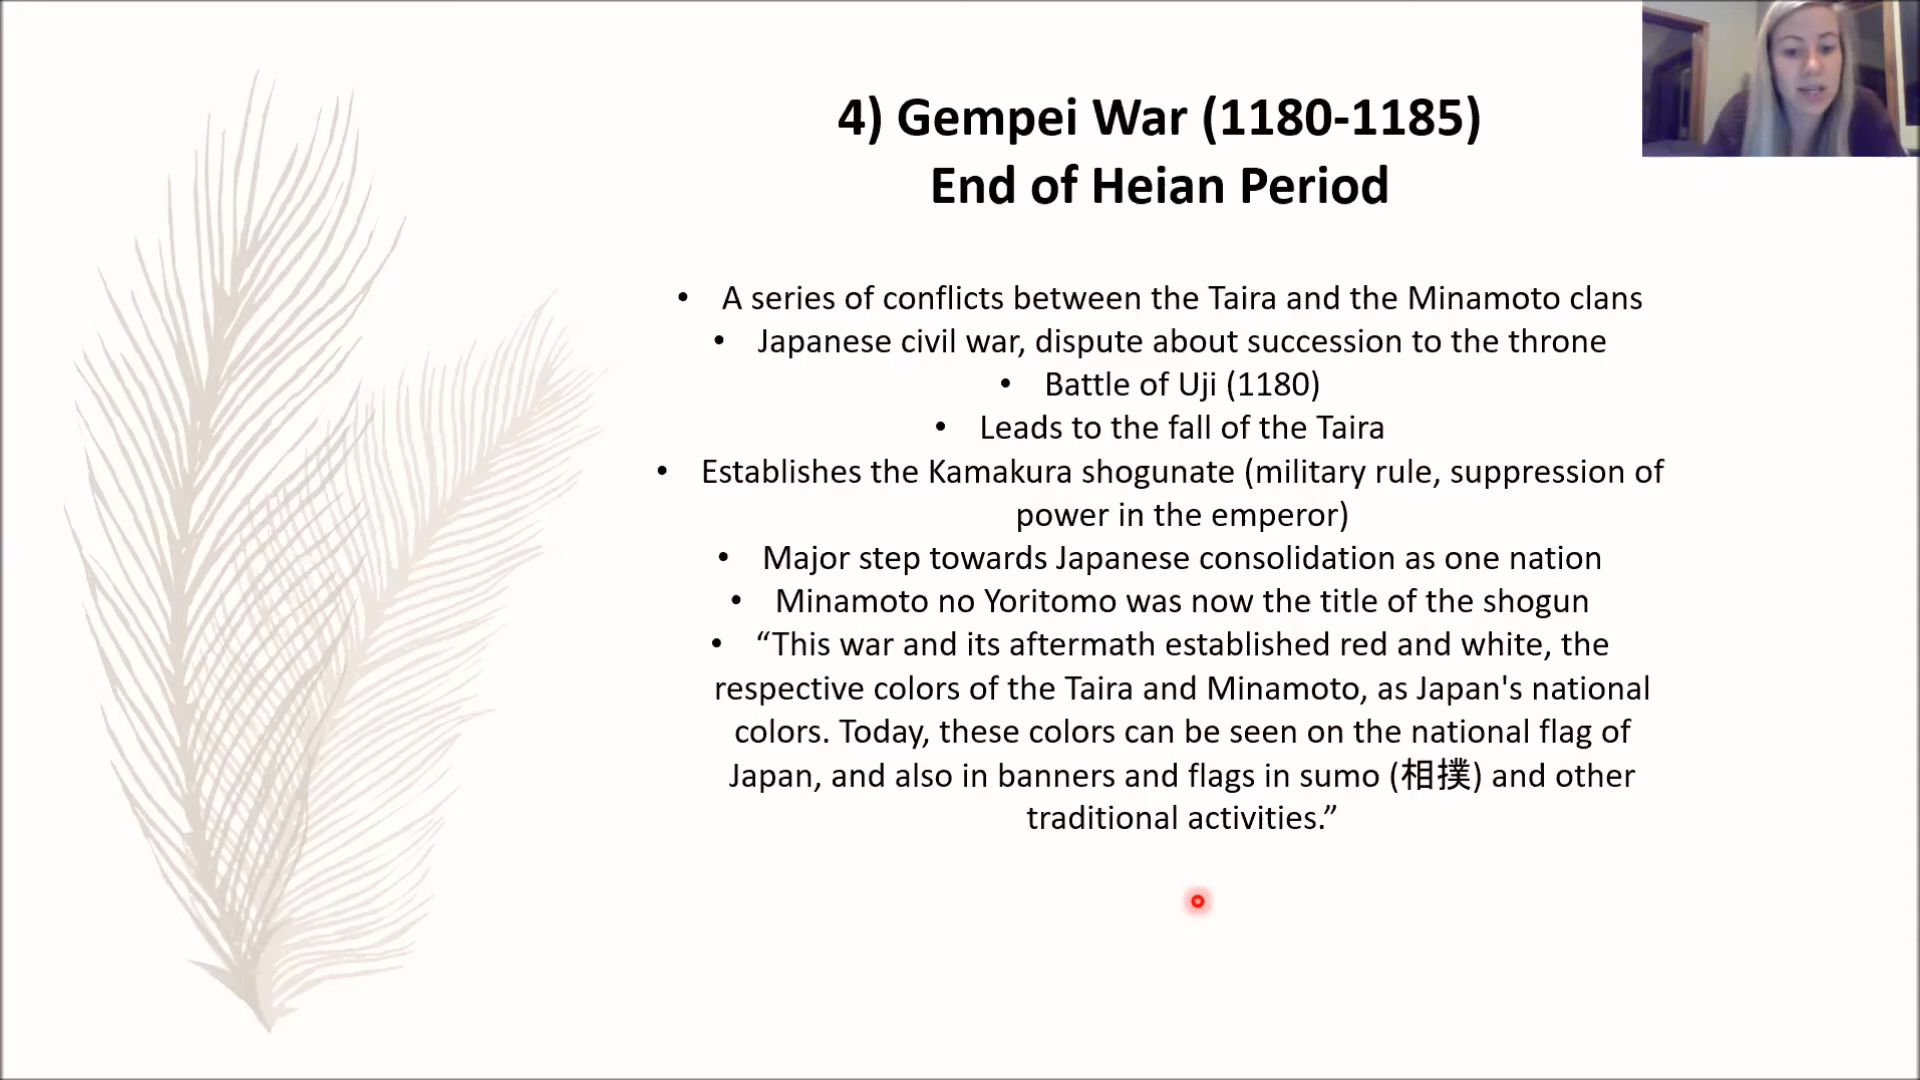 4) Gempei War (1180-1185)
End of Heian Period
• A series of conflicts between the Taira and the Minamoto clans
• Japanese civil war, dispute about succession to the throne
• Battle of Uji (1180)
• Leads to the fall of the Taira
• Establishes the Kamakura shogunate (military rule, suppression of
power in the emperor)
• Major step towards Japanese consolidation as one nation
• Minamoto no Yoritomo was now the title of the shogun
• “This war and its aftermath established red and white, the
respective colors of the Taira and Minamoto, as Japan's national
colors. Today, these colors can be seen on the national flag of
Japan, and also in banners and flags in sumo (相撲) and other
traditional activities.”